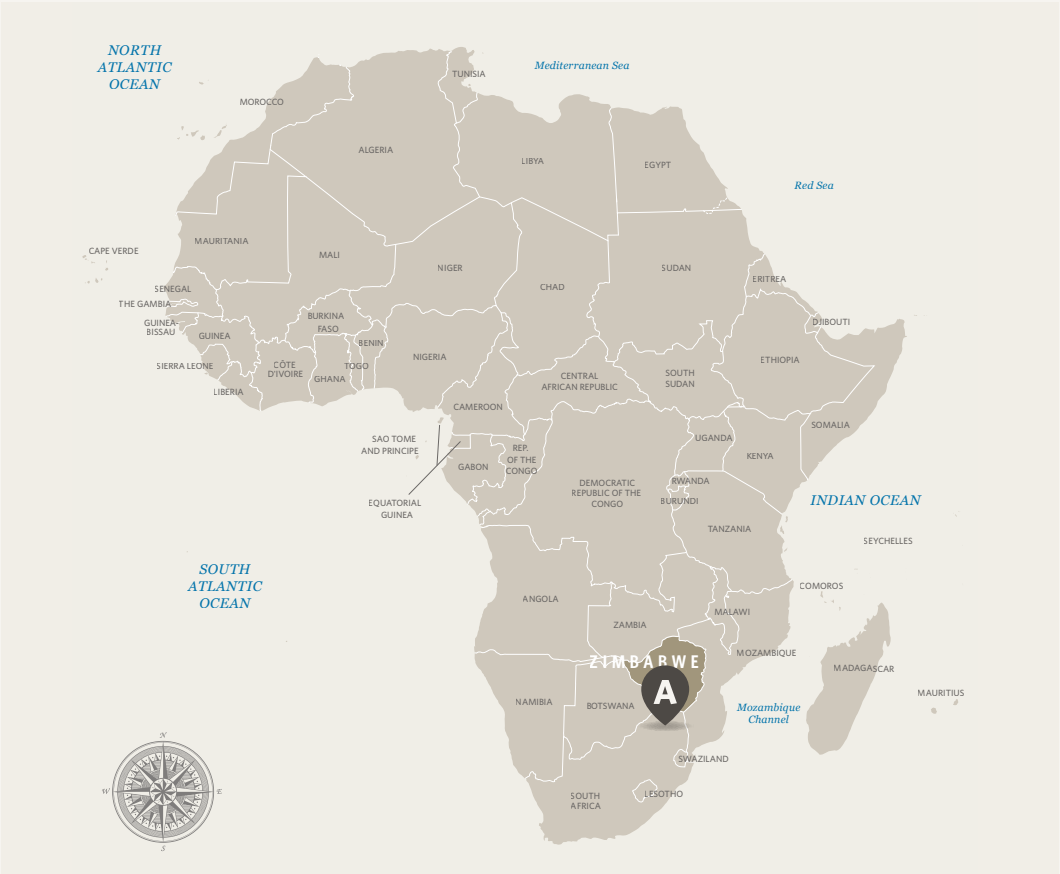 NORTH
ATLANTIC
OCEAN
Mediterranean Sea
TUNISIA
MOROCCO
ALGERIA
LIBYA
EGYPT
Red Sea
MAURITANIA
CAPE VERDE
MALI
NIGER
CHAD
SUDAN
ERITREA
SENEGAL
THE GAMBIA
GUINEA-
BISSAU
GUINEA
BURKINA
FASO
BENIN
DJIBOUTI
SIERRA LEONE
CÔTE
D'IVOIRE
TOGO
GHANA
NIGERIA
ETHIOPIA
LIBERIA
CENTRAL
AFRICAN REPUBLIC
SOUTH
SUDAN
CAMEROON
SOMALIA
SAO TOME
AND PRINCIPE
REP.
OF THE
CONGO
GABON
UGANDA
KENYA
EQUATORIAL
GUINEA
DEMOCRATIC
REPUBLIC OF THE
CONGO
RWANDA
BURUNDI
INDIAN OCEAN
TANZANIA
SEYCHELLES
SOUTH
ATLANTIC
OCEAN
COMOROS
ANGOLA
MALAWI
ZAMBIA
MOZAMBIQUE
ZIMBABWE
A
MADAGASCAR
MAURITIUS
NAMIBIA
BOTSWANA
Mozambique
Channel
SWAZILAND
SOUTH
AFRICA
LESOTHO
N
W
E
S